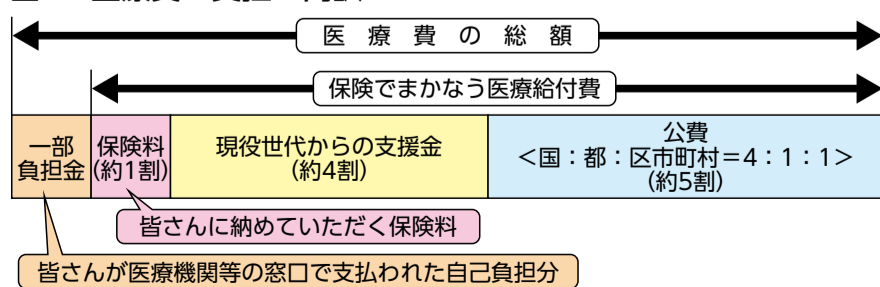 医療費の総額
保険でまかなう医療給付費
一部
負担金
保険料
(約1割)
現役世代からの支援金
(約4割)
公費
＜国：都：区市町村＝4：1：1＞
(約5割)
皆さんに納めていただく保険料
皆さんが医療機関等の窓口で支払われた自己負担分